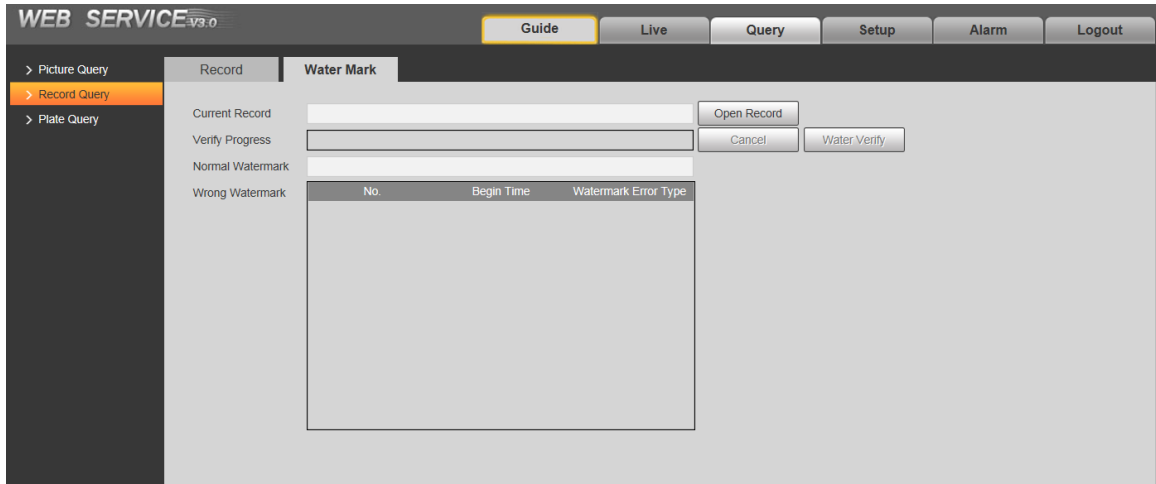 WEB SERVICE V3.0
Guide Live Query Setup Alarm Logout
> Picture Query
> Record Query
> Plate Query
Record Water Mark
Current Record Open Record
Verify Progress Cancel Water Verify
Normal Watermark
Wrong Watermark No. Begin Time Watermark Error Type